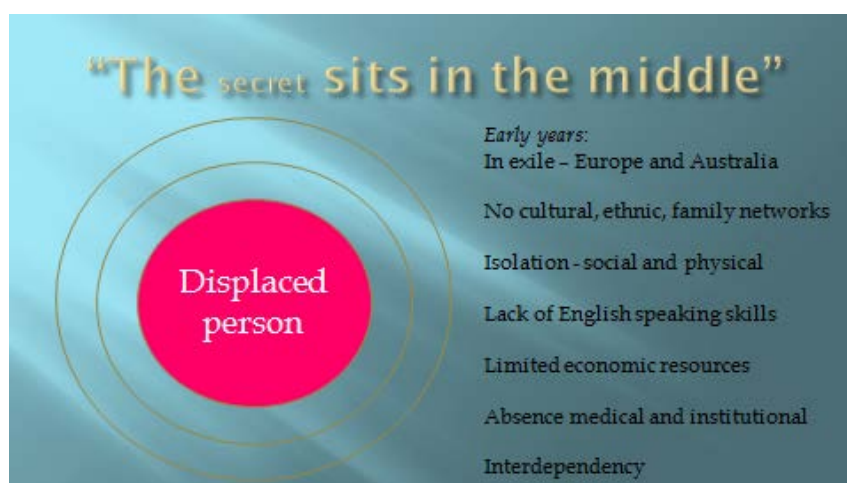 “The secret sits in the middle”
Displaced
person
Early years:
In exile – Europe and Australia
No cultural, ethnic, family networks
Isolation - social and physical
Lack of English speaking skills
Limited economic resources
Absence medical and institutional
Interdependency